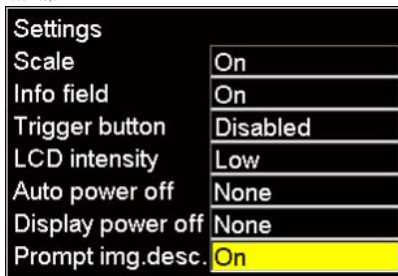 Settings
Scale On
Info field On
Trigger button Disabled
LCD intensity Low
Auto power off None
Display power off None
Prompt img.desc. On